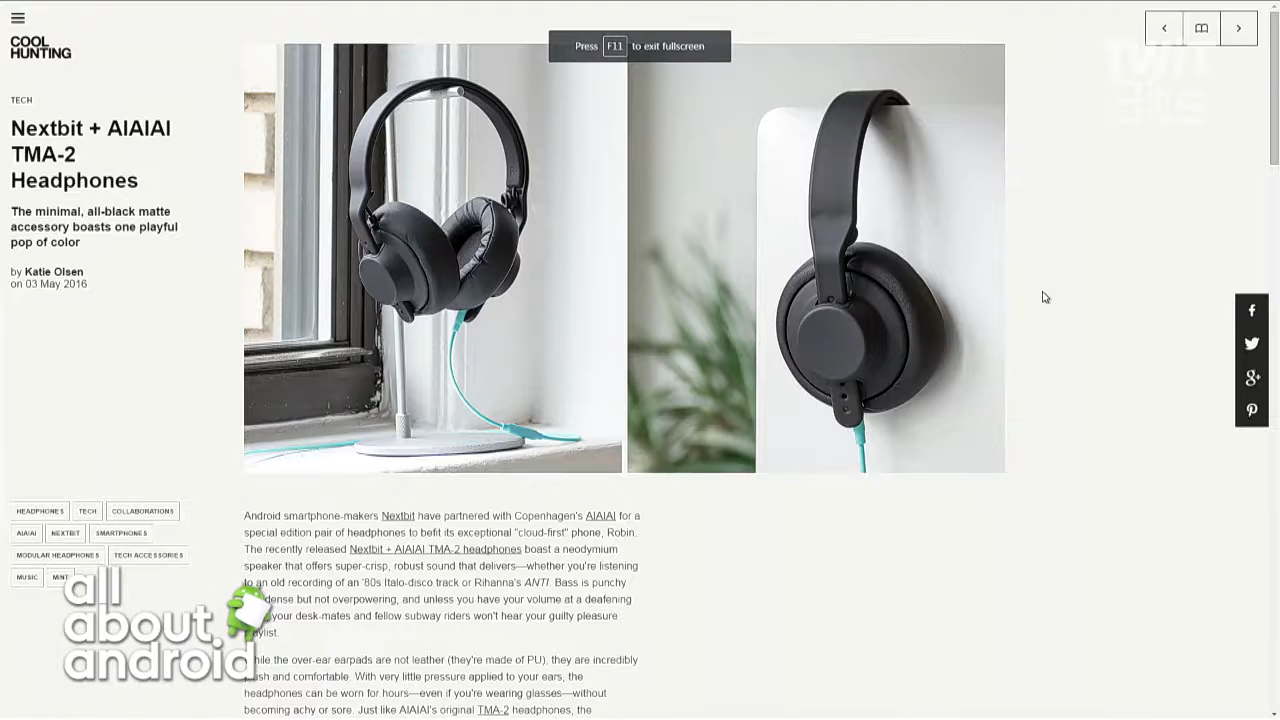 Press F11 to exit fullscreen
COOL
HUNTING
TECH
Nextbit + AIAIAI
TMA-2
Headphones
The minimal, all-black matte
accessory boasts one playful
pop of color
by Katie Olsen
on 03 May 2016
HEADPHONES TECH COLLABORATIONS
AIAIAI NEXTBIT SMARTPHONES
MODULAR HEADPHONES TECH ACCESSORIES
MUSIC MINT
Android smartphone-makers Nextbit have partnered with Copenhagen's AIAIAI for a
special edition pair of headphones to befit its exceptional "cloud-first" phone, Robin.
The recently released Nextbit + AIAIAI TMA-2 headphones boast a neodymium
speaker that offers super-crisp, robust sound that delivers—whether you're listening
to an old recording of an '80s Italo-disco track or Rihanna's ANTI. Bass is punchy
dense but not overpowering, and unless you have your volume at a deafening
your desk-mates and fellow subway riders won't hear your guilty pleasure
While the over-ear earpads are not leather (they're made of PU), they are incredibly
and comfortable. With very little pressure applied to your ears, the
headphones can be worn for hours—even if you're wearing glasses—without
becoming achy or sore. Just like AIAIAI's original TMA-2 headphones, the
all
about
android